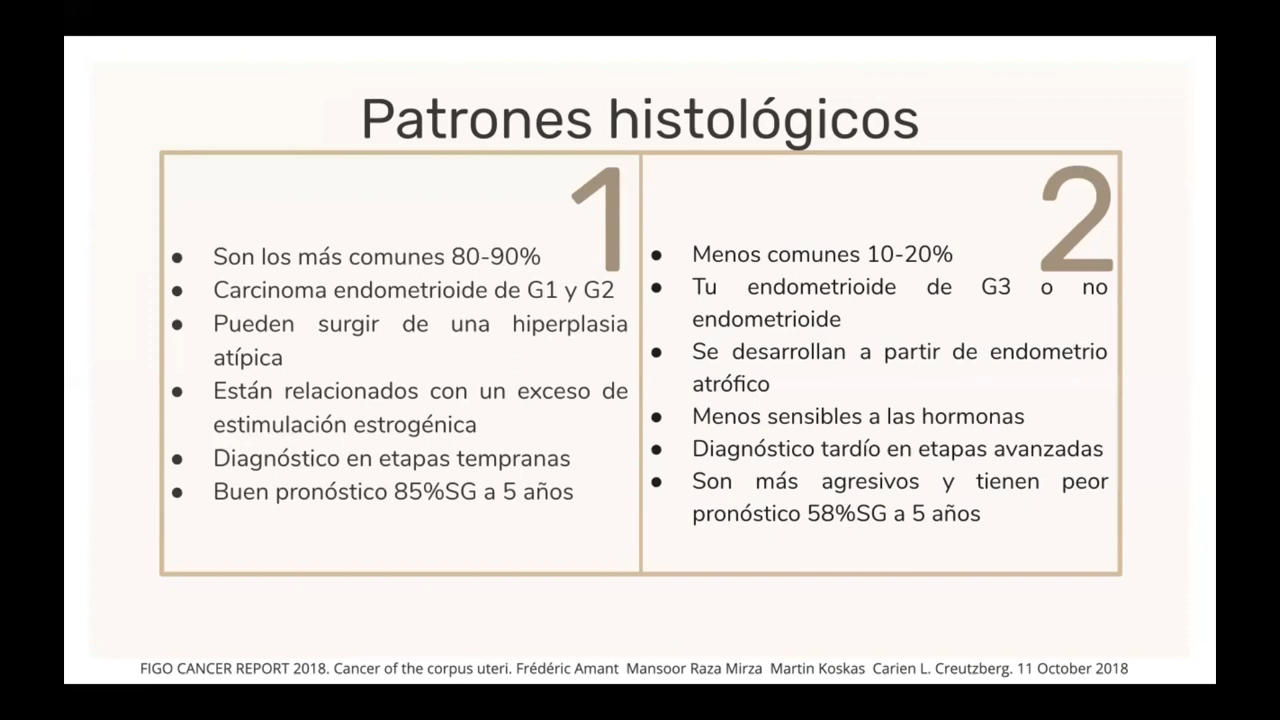 Patrones histológicos
1
● Son los más comunes 80-90%
● Carcinoma endometrioide de G1 y G2
● Pueden surgir de una hiperplasia
atípica
● Están relacionados con un exceso de
estimulación estrogénica
● Diagnóstico en etapas tempranas
● Buen pronóstico 85%SG a 5 años
2
● Menos comunes 10-20%
● Tu endometrioide de G3 o no
endometrioide
● Se desarrollan a partir de endometrio
atrófico
● Menos sensibles a las hormonas
● Diagnóstico tardío en etapas avanzadas
● Son más agresivos y tienen peor
pronóstico 58%SG a 5 años
FIGO CANCER REPORT 2018. Cancer of the corpus uteri. Frédéric Amant Mansoor Raza Mirza Martin Koskas Carien L. Creutzberg. 11 October 2018